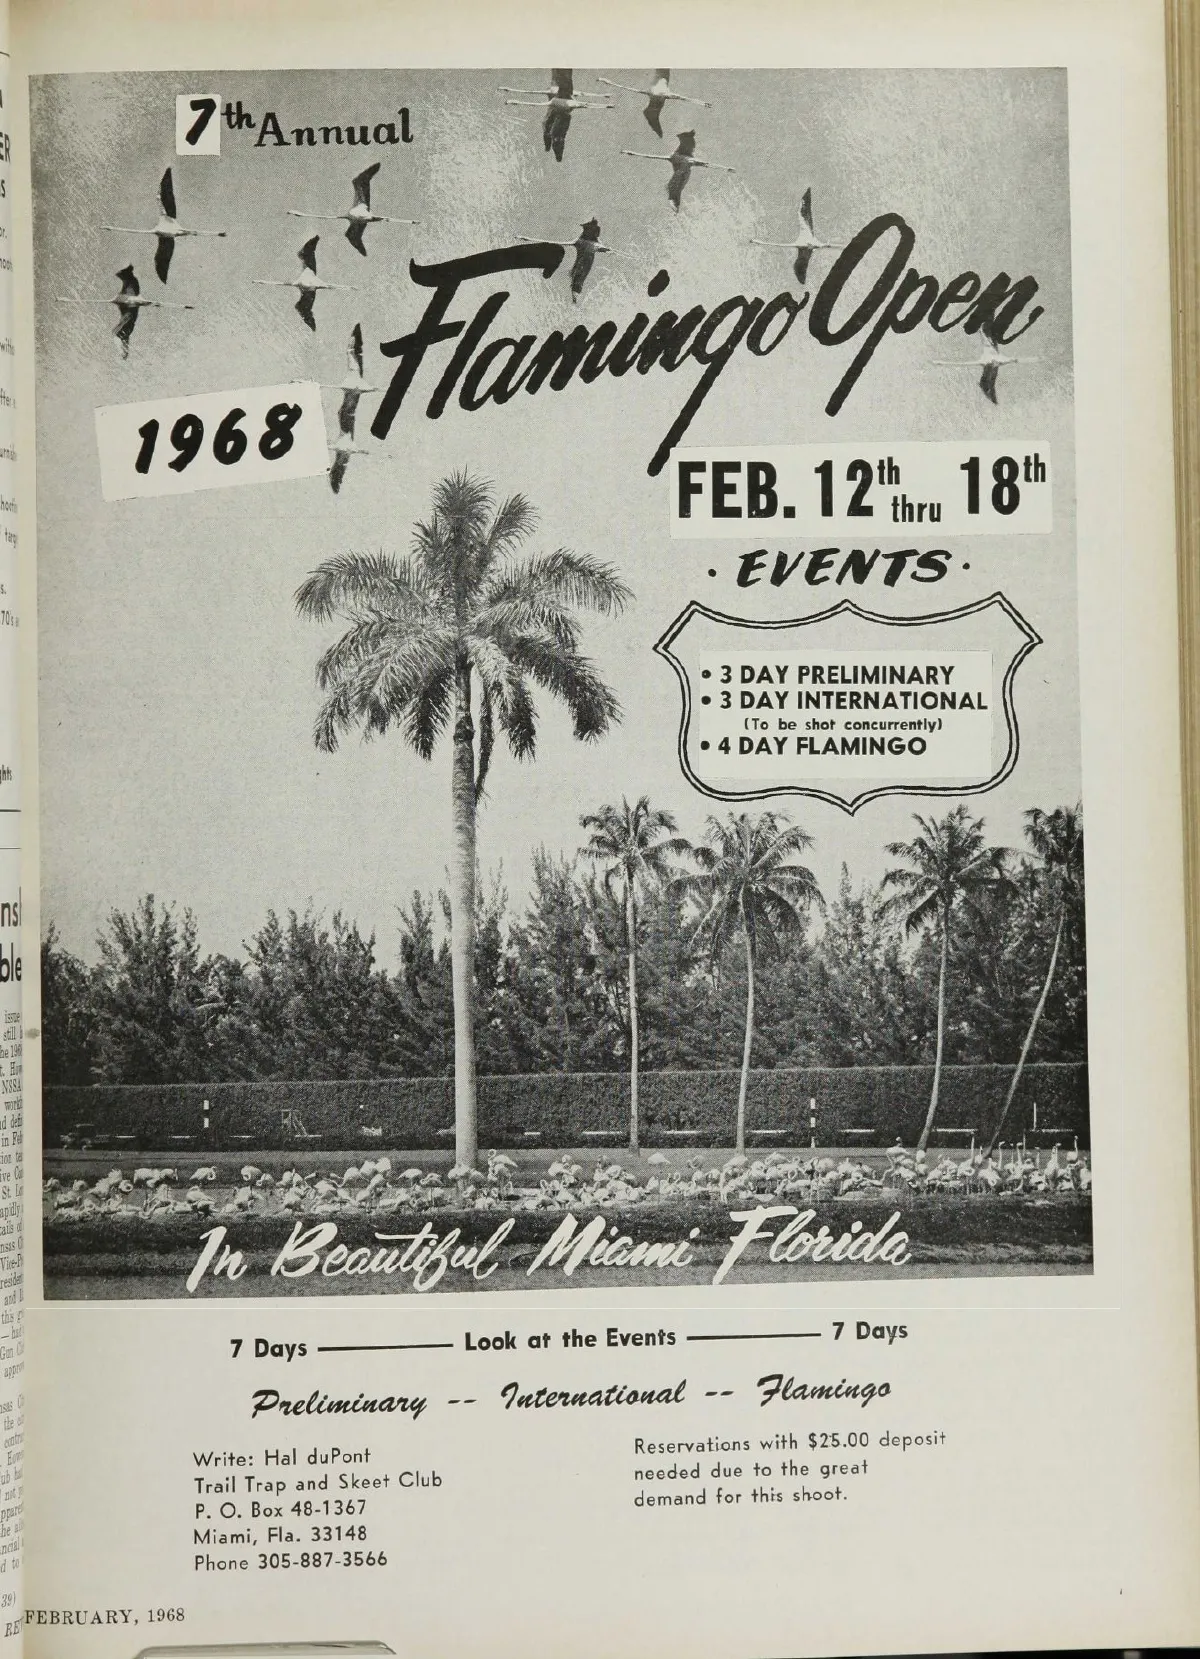 7th Annual
Flamingo Open
1968
FEB. 12th thru 18th
• EVENTS •
• 3 DAY PRELIMINARY
• 3 DAY INTERNATIONAL
(To be shot concurrently)
• 4 DAY FLAMINGO
In Beautiful Miami Florida
7 Days —— Look at the Events —— 7 Days
Preliminary -- International -- Flamingo
Write: Hal duPont
Trail Trap and Skeet Club
P. O. Box 48-1367
Miami, Fla. 33148
Phone 305-887-3566
Reservations with $25.00 deposit
needed due to the great
demand for this shoot.
FEBRUARY, 1968